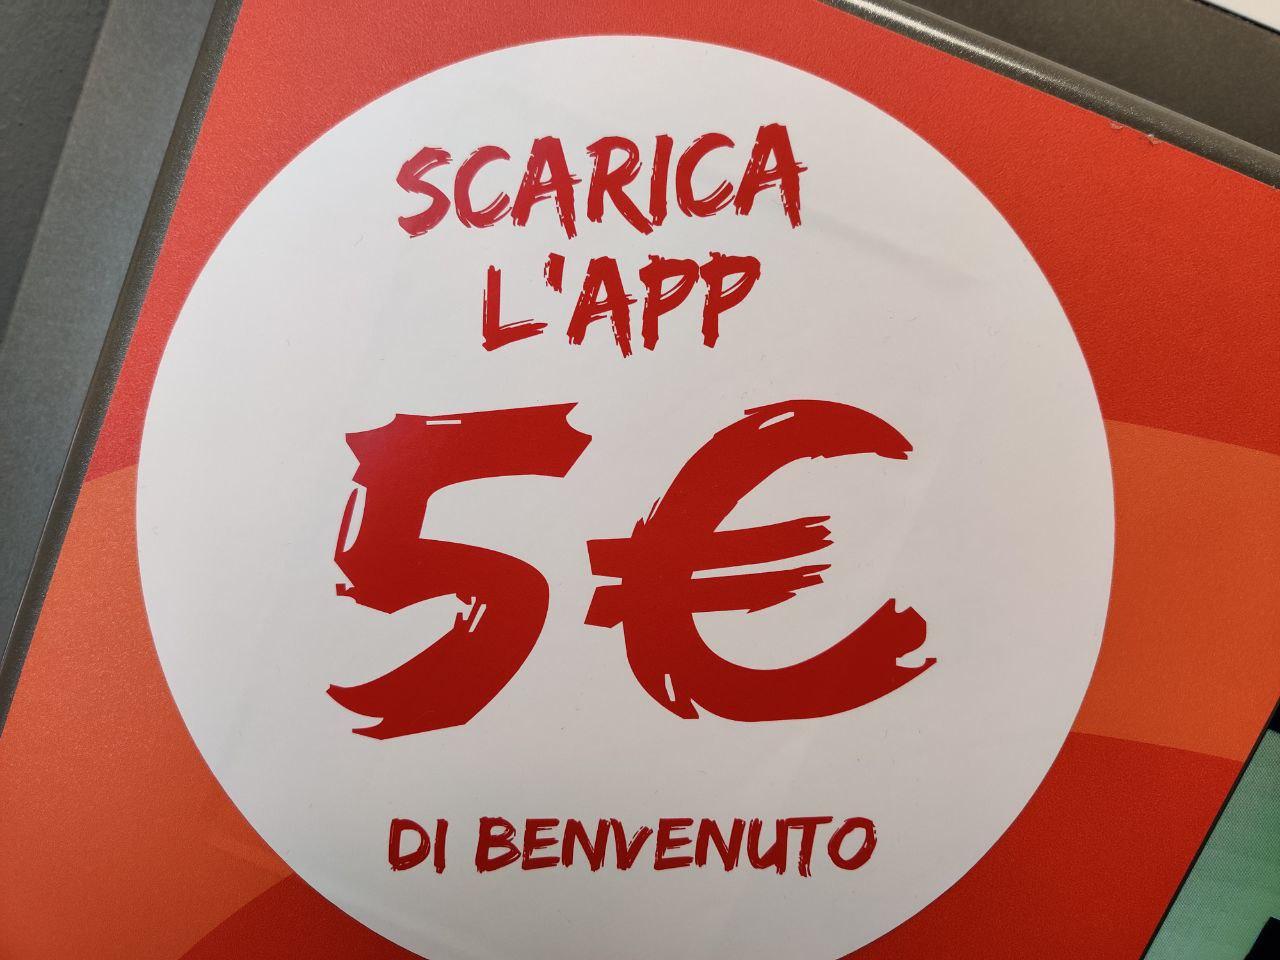 SCARICA
L'APP
5€
DI BENVENUTO